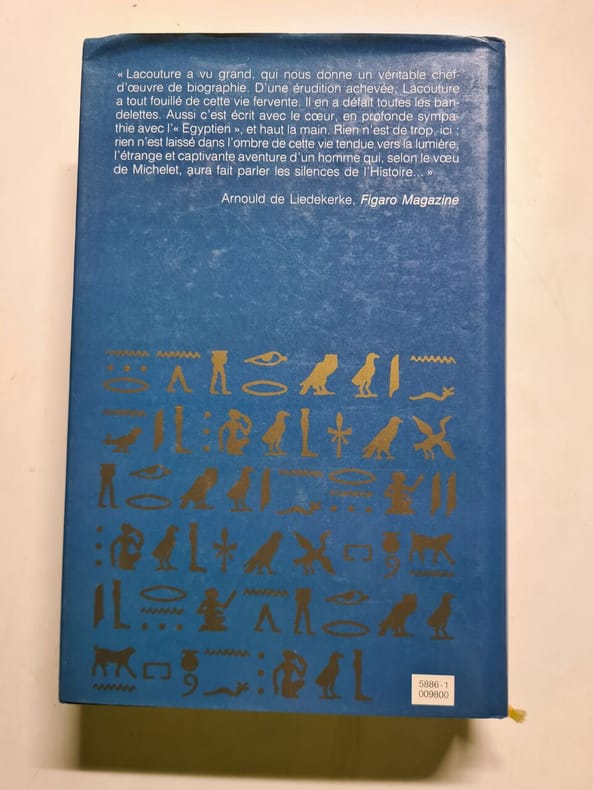 « Lacouture a vu grand, qui nous donne un véritable chef-
d'œuvre de biographie. D'une érudition achevée, Lacouture
a tout fouillé de cette vie fervente. Il en a défait toutes les ban-
delettes. Aussi c'est écrit avec le cœur, en profonde sympa-
thie avec l'« Egyptien », et haut la main. Rien n'est de trop, ici ;
rien n'est laissé dans l'ombre de cette vie tendue vers la lumière,
l'étrange et captivante aventure d'un homme qui, selon le vœu
de Michelet, aura fait parler les silences de l'Histoire... »
Arnould de Liedekerke, Figaro Magazine
5886-1
009800